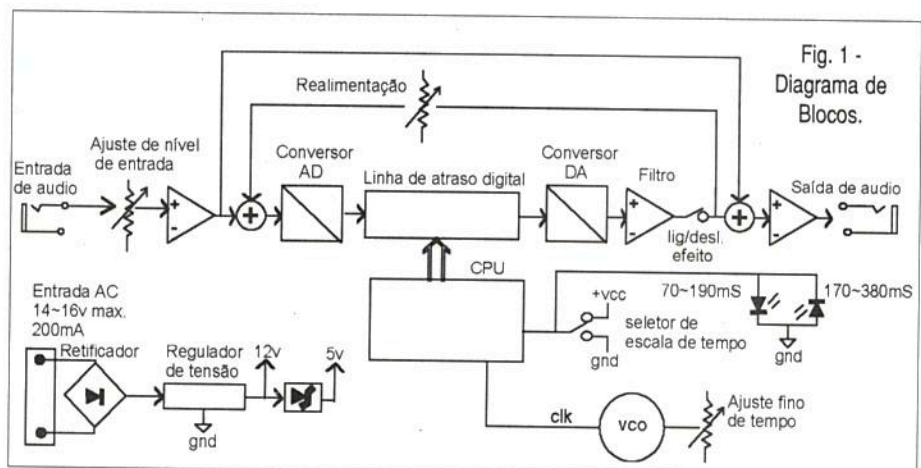 Fig. 1 -
Diagrama de
Blocos.
Realimentação
Ajuste de nível
de entrada
Entrada
de audio
Conversor
AD
Linha de atraso digital
Conversor
DA
Filtro
Saída de audio
+
-
+
+
-
+
+
-
lig/desl.
efeito
CPU
Entrada AC
14~16v max.
200mA
Retificador
Regulador
de tensão
12v
5v
gnd
+vcc
gnd
seletor de
escala de tempo
70~190mS
170~380mS
gnd
clk
vco
Ajuste fino
de tempo